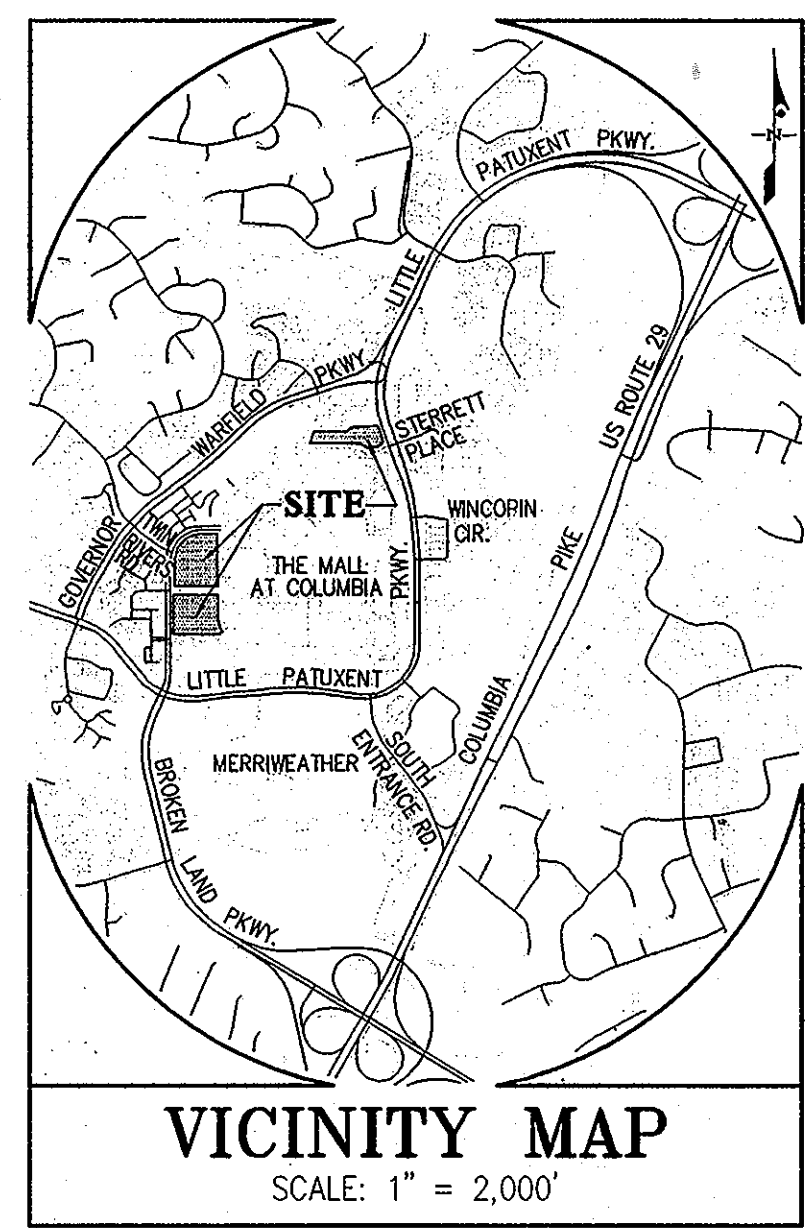 PATUXENT PKWY.
N
LITTLE
US ROUTE 29
WARFIELD PKWY.
STERRETT
PLACE
SITE
WINCOPIN
CIR.
GOVERNOR
TWIN
RIVERS
RD.
THE MALL
AT COLUMBIA
PKWY.
PIKE
LITTLE PATUXENT
COLUMBIA
SOUTH
ENTRANCE RD.
MERRIWEATHER
BROKEN
LAND
PKWY.
VICINITY MAP
SCALE: 1" = 2,000'